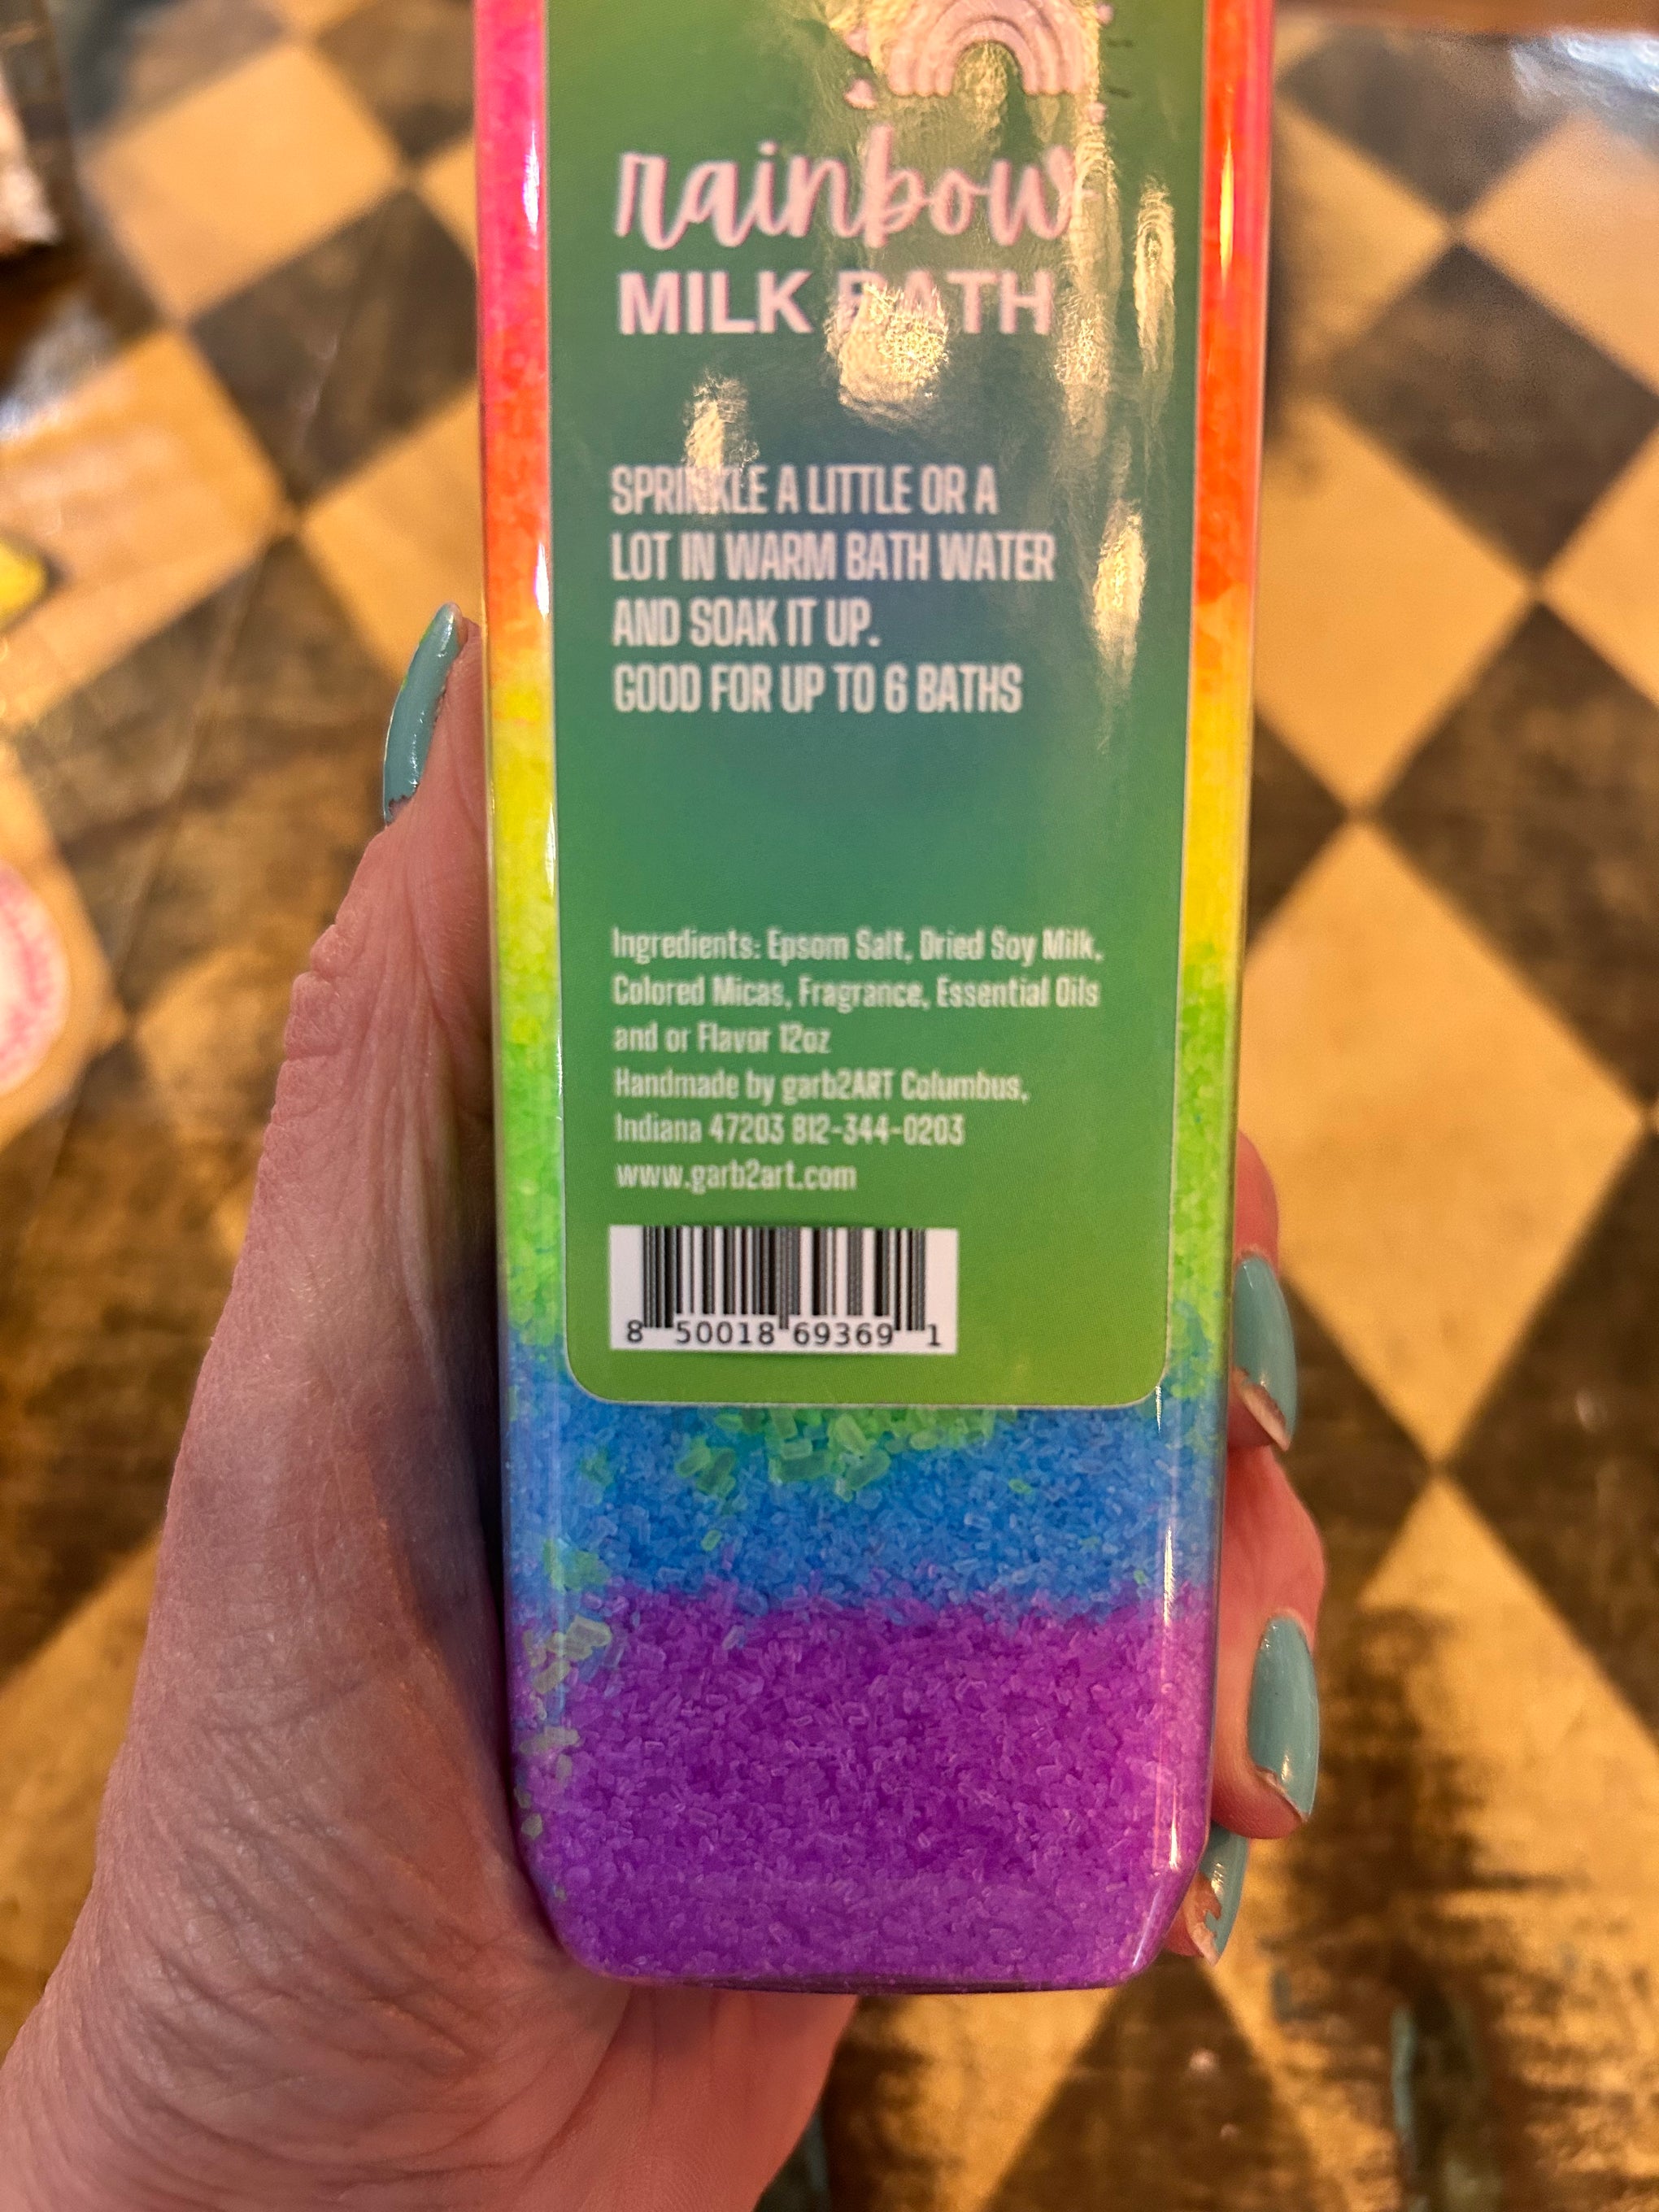 rainbow
MILK BATH
SPRINKLE A LITTLE OR A
LOT IN WARM BATH WATER
AND SOAK IT UP.
GOOD FOR UP TO 6 BATHS
Ingredients: Epsom Salt, Dried Soy Milk,
Colored Micas, Fragrance, Essential Oils
and or Flavor 12oz
Handmade by garb2ART Columbus,
Indiana 47203 812-344-0203
www.garb2art.com
8 50018 69369 1